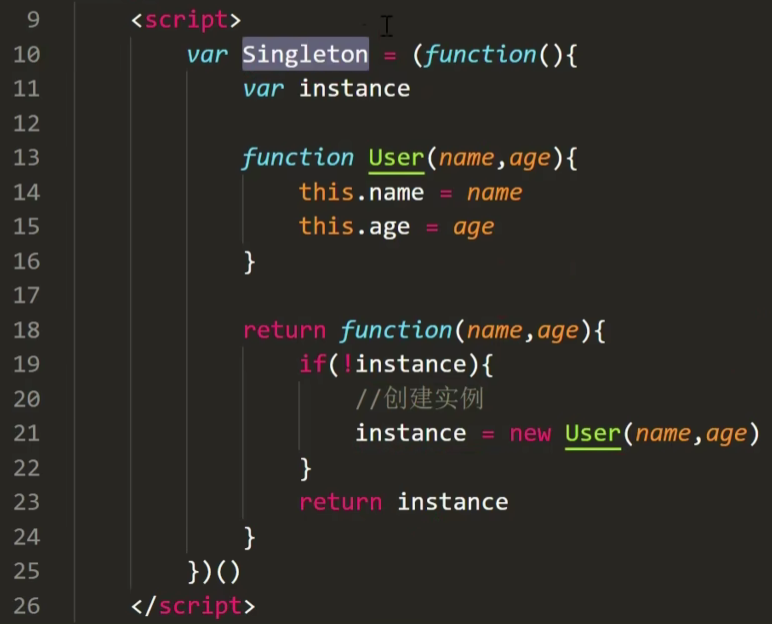 9 <script>
10 var Singleton = (function(){
11 var instance
12
13 function User(name,age){
14 this.name = name
15 this.age = age
16 }
17
18 return function(name,age){
19 if(!instance){
20 //创建实例
21 instance = new User(name,age)
22 }
23 return instance
24 }
25 })()
26 </script>